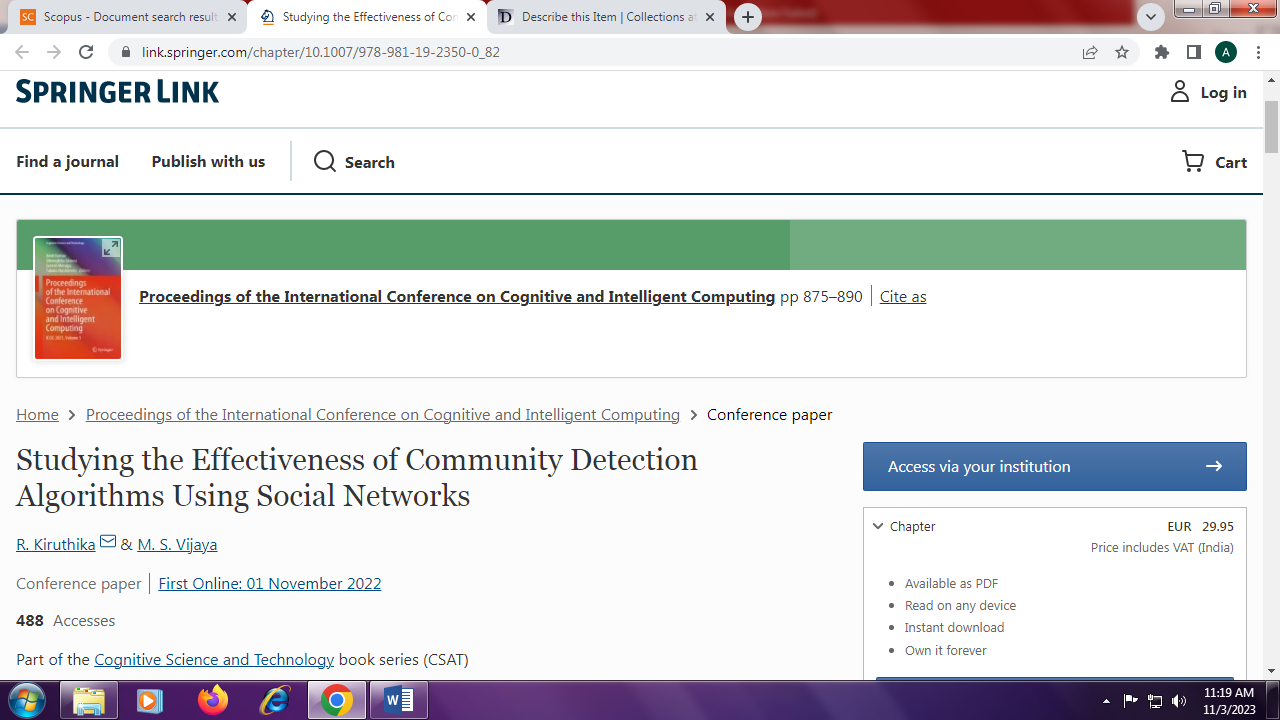 Scopus - Document search result
Studying the Effectiveness of Com
Describe this Item | Collections a
link.springer.com/chapter/10.1007/978-981-19-2350-0_82
A
SPRINGER LINK
Log in
Find a journal
Publish with us
Search
Cart
Proceedings
of the International
Conference
on Cognitive
and Intelligent
Computing
Springer
Proceedings of the International Conference on Cognitive and Intelligent Computing pp 875–890
Cite as
Home
Proceedings of the International Conference on Cognitive and Intelligent Computing
Conference paper
Studying the Effectiveness of Community Detection
Algorithms Using Social Networks
R. Kiruthika & M. S. Vijaya
Conference paper
First Online: 01 November 2022
488 Accesses
Part of the Cognitive Science and Technology book series (CSAT)
Access via your institution
Chapter
EUR 29.95
Price includes VAT (India)
Available as PDF
Read on any device
Instant download
Own it forever
11:19 AM
11/3/2023